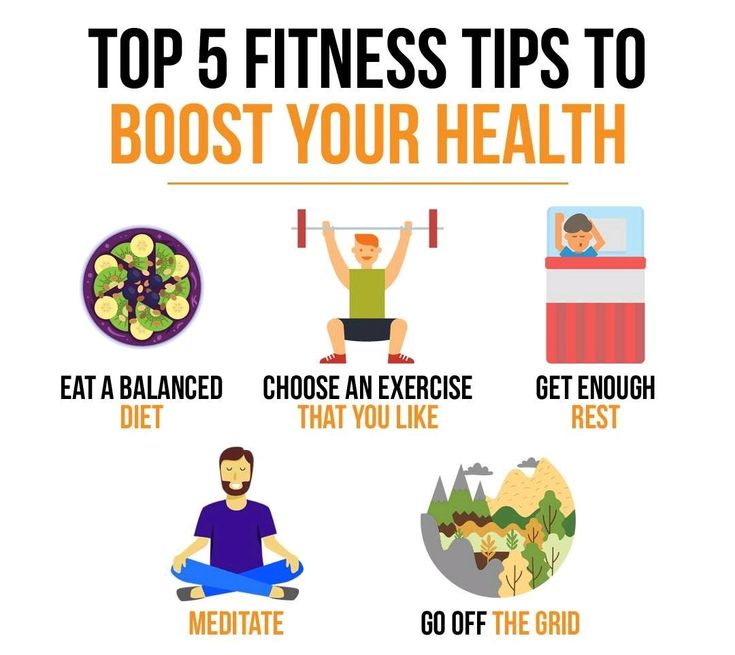 TOP 5 FITNESS TIPS TO
BOOST YOUR HEALTH
EAT A BALANCED
DIET
CHOOSE AN EXERCISE
THAT YOU LIKE
GET ENOUGH
REST
MEDITATE
GO OFF THE GRID